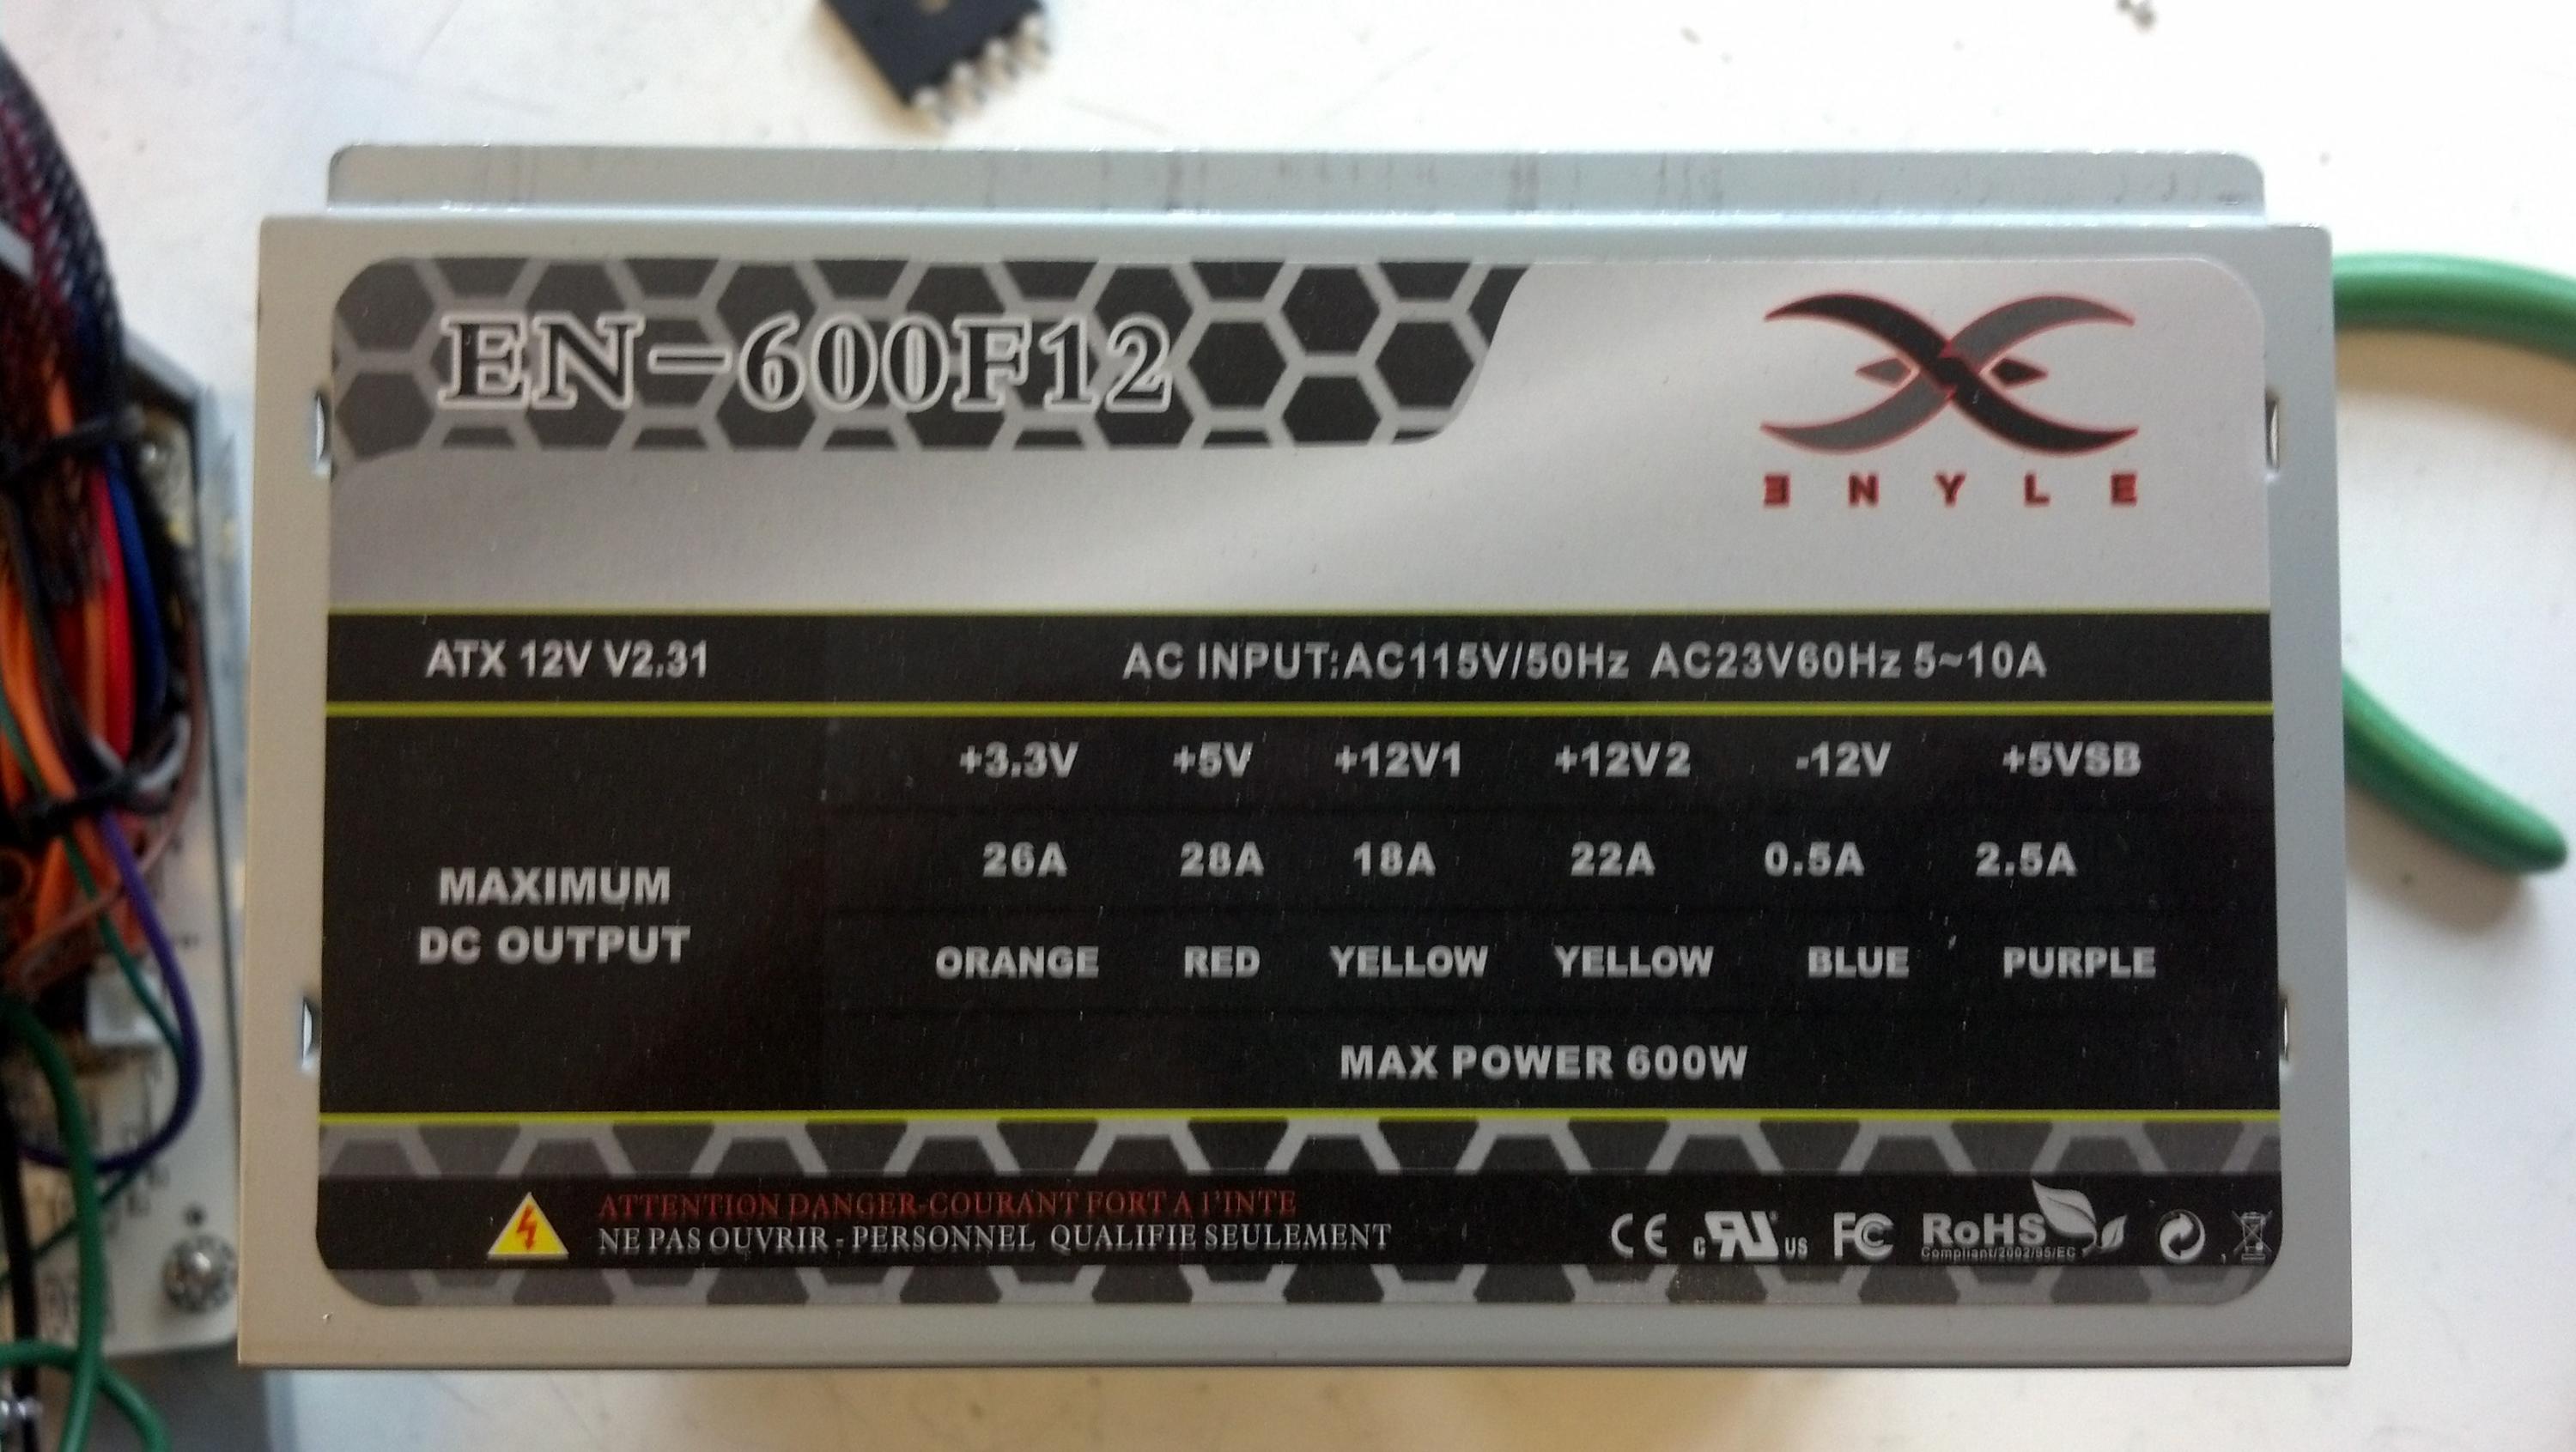 EN-600F12
ƎNYLE
ATX 12V V2.31 AC INPUT:AC115V/50Hz AC23V60Hz 5~10A
+3.3V +5V +12V1 +12V2 -12V +5VSB
26A 28A 18A 22A 0.5A 2.5A
MAXIMUM
DC OUTPUT
ORANGE RED YELLOW YELLOW BLUE PURPLE
MAX POWER 600W
ATTENTION DANGER-COURANT FORT A l'INTE
NE PAS OUVRIR - PERSONNEL QUALIFIE SEULEMENT
CE c RU us FC RoHS
Compliant/2002/95/EC